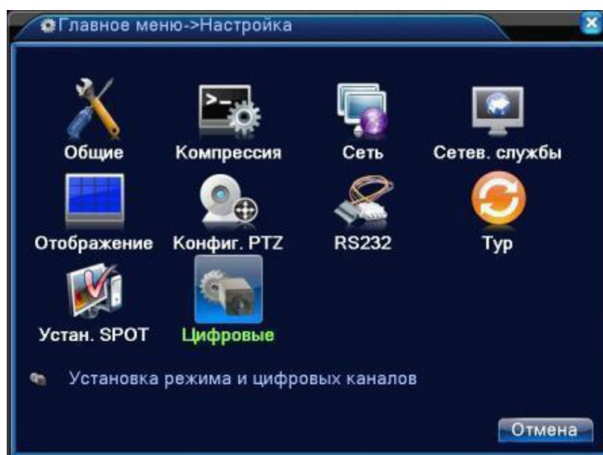 Главное меню->Настройка
Общие Компрессия Сеть Сетев. службы
Отображение Конфиг. PTZ RS232 Тур
Устан. SPOT Цифровые
Установка режима и цифровых каналов
Отмена